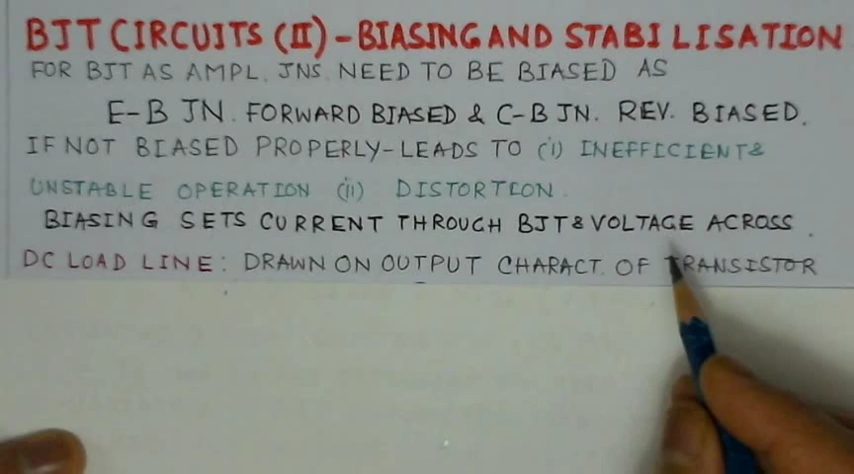 BJT CIRCUITS (II) - BIASING AND STABILISATION
FOR BJT AS AMPL. JNS. NEED TO BE BIASED AS
E-B JN. FORWARD BIASED & C-B JN. REV. BIASED.
IF NOT BIASED PROPERLY-LEADS TO (i) INEFFICIENT&
UNSTABLE OPERATION (ii) DISTORTION.
BIASING SETS CURRENT THROUGH BJT & VOLTAGE ACROSS.
DC LOAD LINE: DRAWN ON OUTPUT CHARACT. OF TRANSISTOR